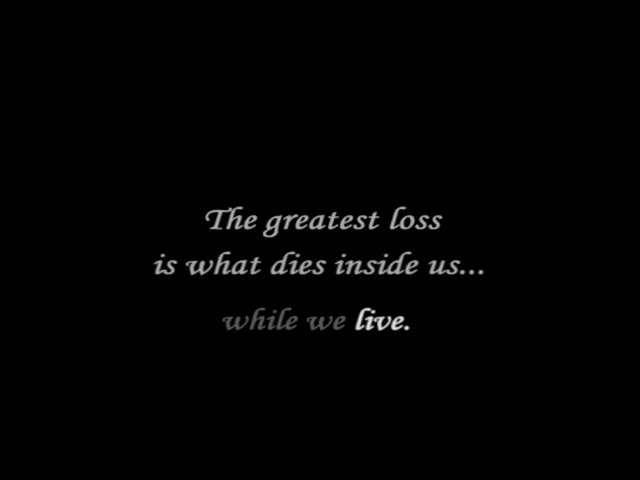 The greatest loss
is what dies inside us...
while we live.